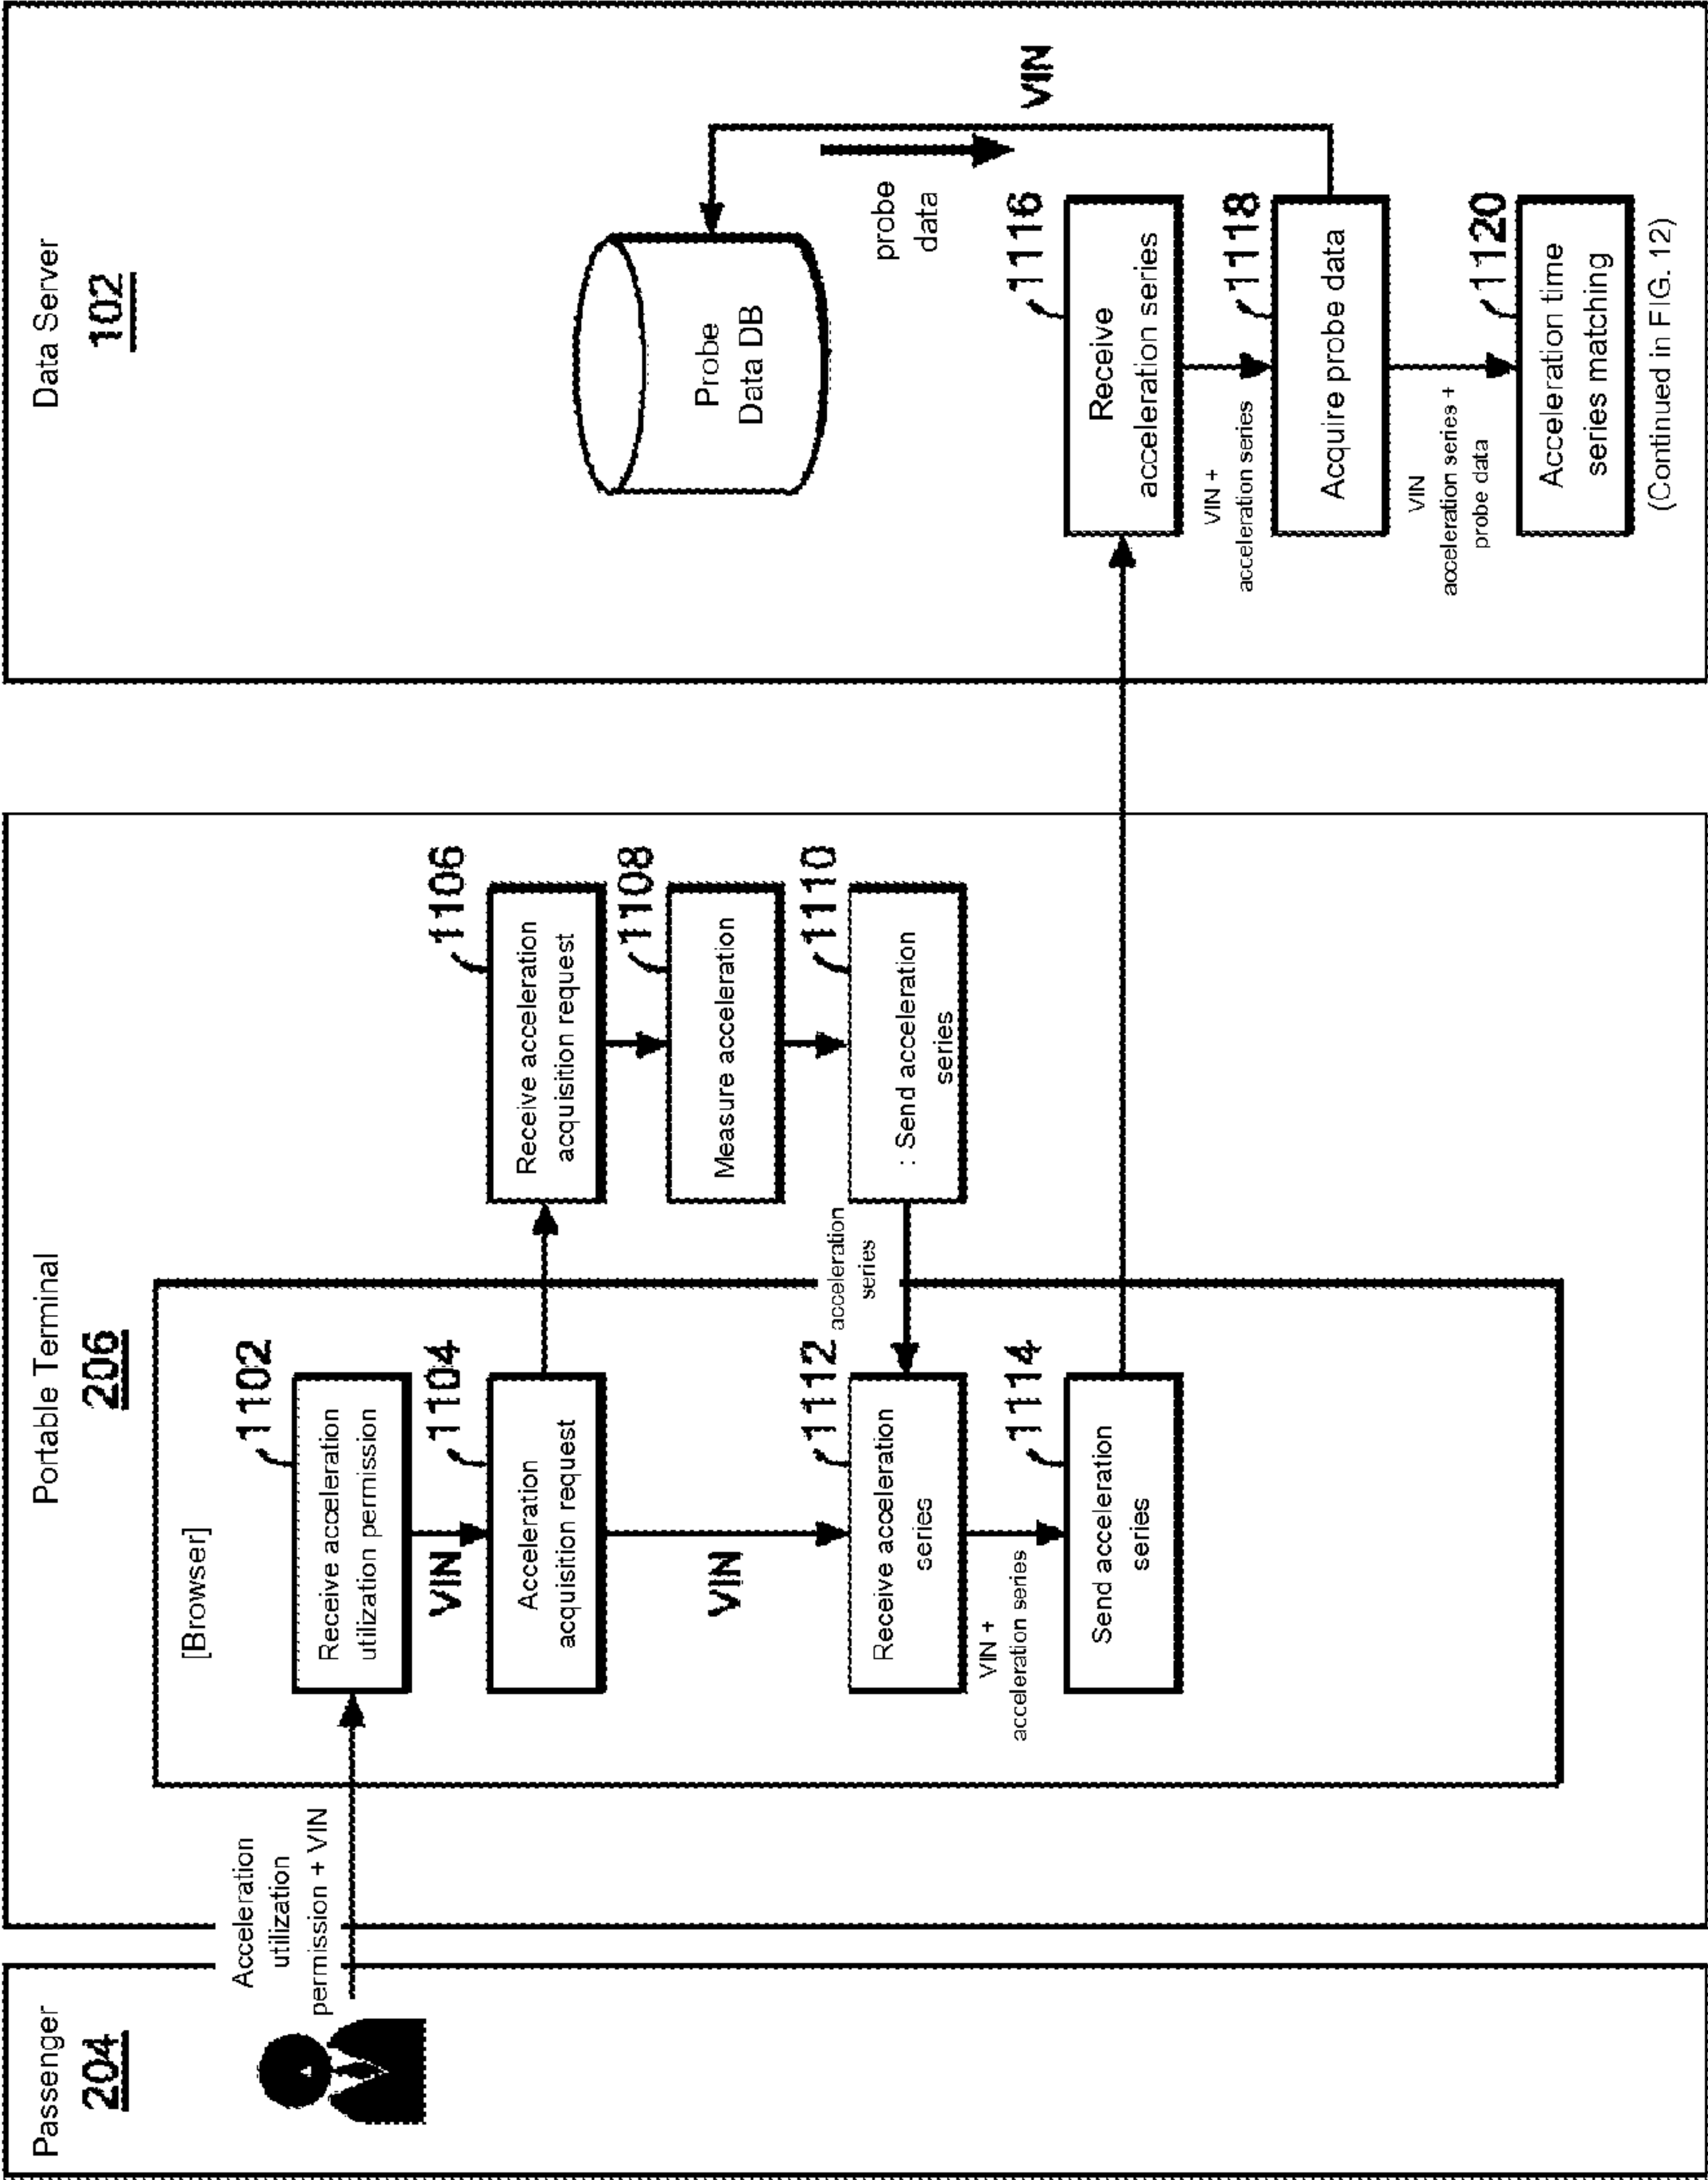 Passenger
204
Acceleration
utilization
permission + VIN
Portable Terminal
206
[Browser]
1102
Receive acceleration
utilization permission
VIN
1104
Acceleration
acquisition request
VIN
1106
Receive acceleration
acquisition request
1108
Measure acceleration
1110
: Send acceleration
series
acceleration
series
1112
Receive acceleration
series
VIN +
acceleration series
1114
Send acceleration
series
Data Server
102
Probe
Data DB
VIN
probe
data
1116
Receive
acceleration series
VIN +
acceleration series
1118
Acquire probe data
VIN
acceleration series +
probe data
1120
Acceleration time
series matching
(Continued in FIG. 12)